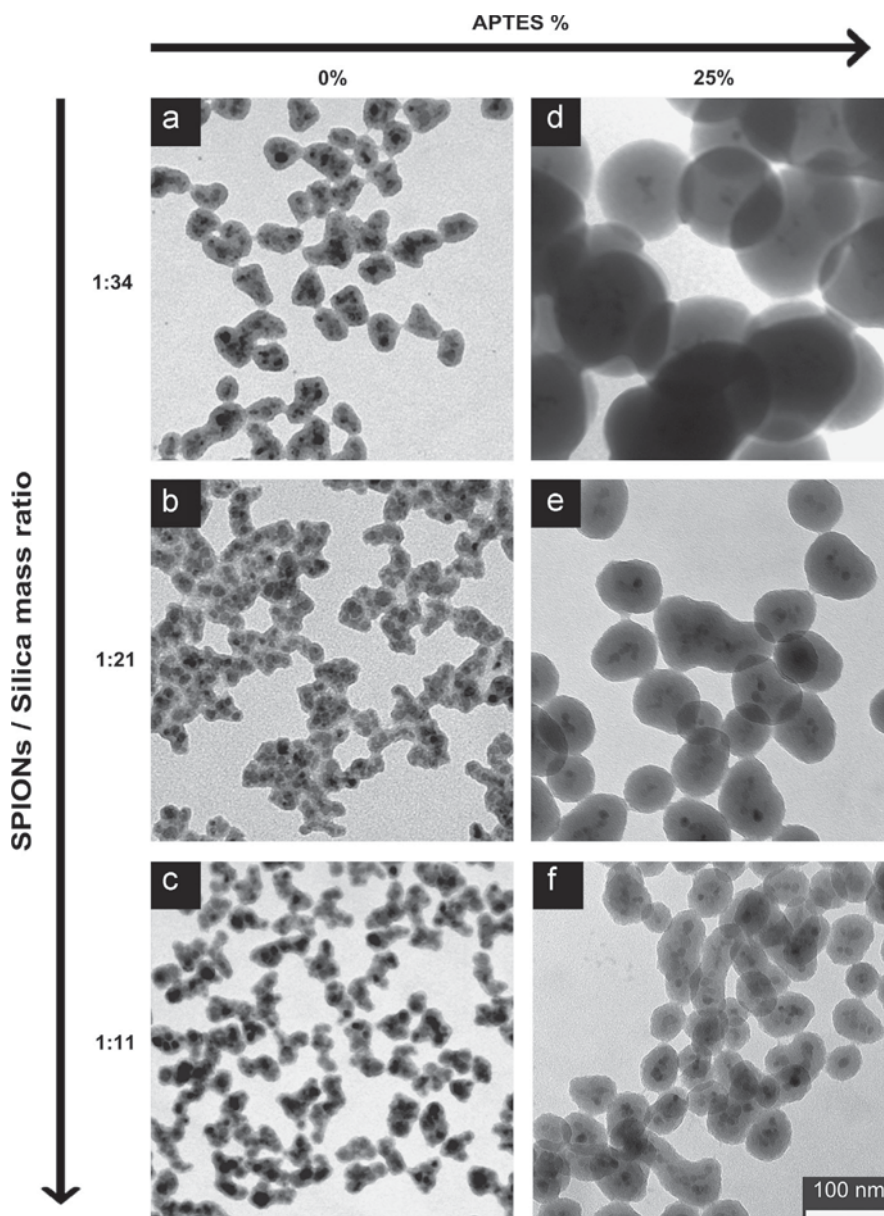 APTES %
0%
25%
a
d
1:34
b
e
1:21
SPIONs / Silica mass ratio
c
f
1:11
100 nm